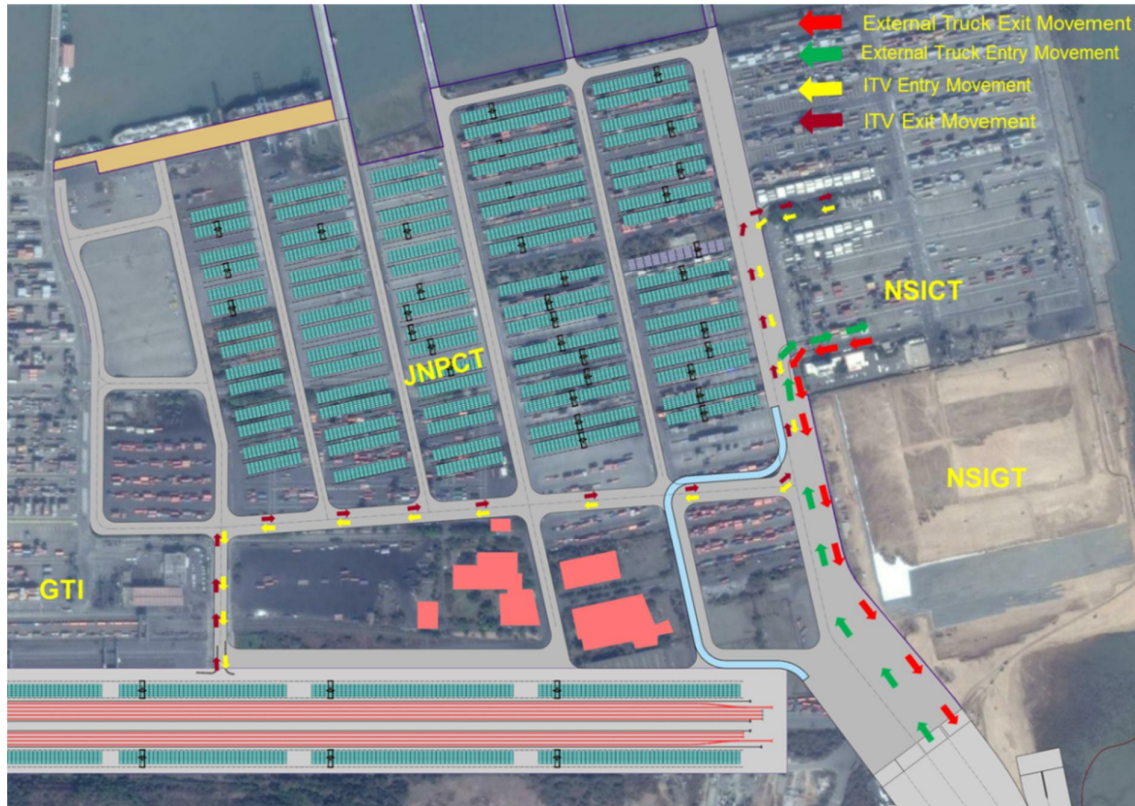 External Truck Exit Movement
External Truck Entry Movement
ITV Entry Movement
ITV Exit Movement
NSICT
JNPCT
NSIGT
GTI